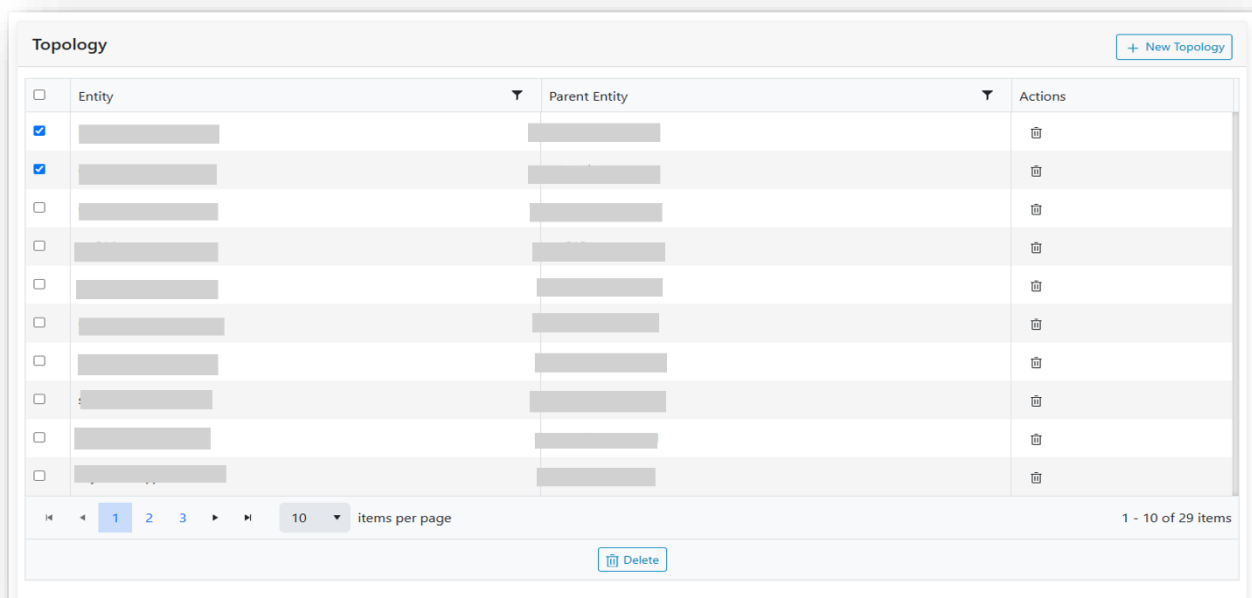 Topology
+ New Topology
Entity Parent Entity Actions
1 2 3 10 items per page 1 - 10 of 29 items
Delete